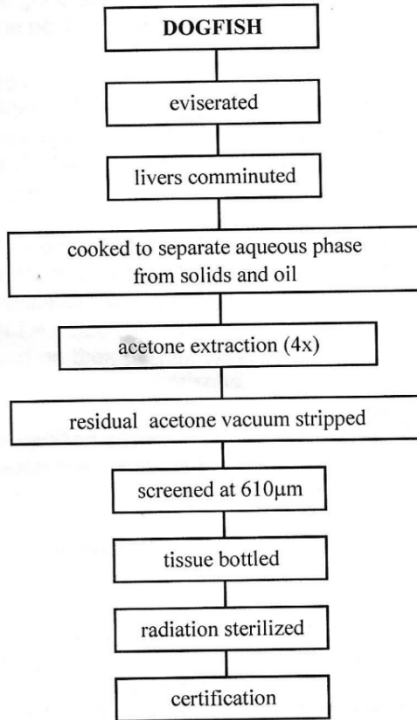 DOGFISH
eviserated
livers comminuted
cooked to separate aqueous phase
from solids and oil
acetone extraction (4x)
residual acetone vacuum stripped
screened at 610μm
tissue bottled
radiation sterilized
certification